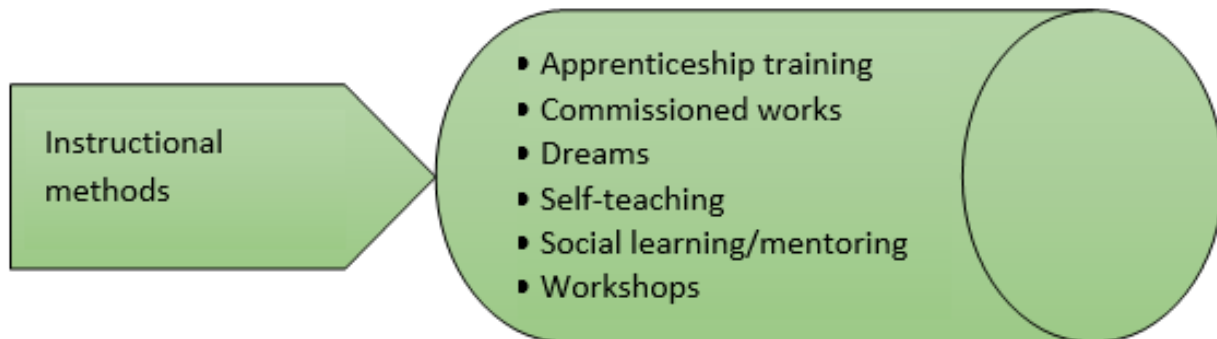 Instructional
methods
• Apprenticeship training
• Commissioned works
• Dreams
• Self-teaching
• Social learning/mentoring
• Workshops